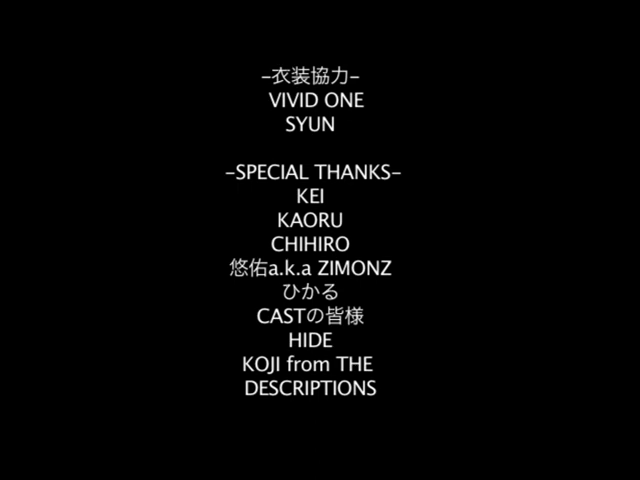 –衣装協力–
VIVID ONE
SYUN
–SPECIAL THANKS–
KEI
KAORU
CHIHIRO
悠佑a.k.a ZIMONZ
ひかる
CASTの皆様
HIDE
KOJI from THE
DESCRIPTIONS